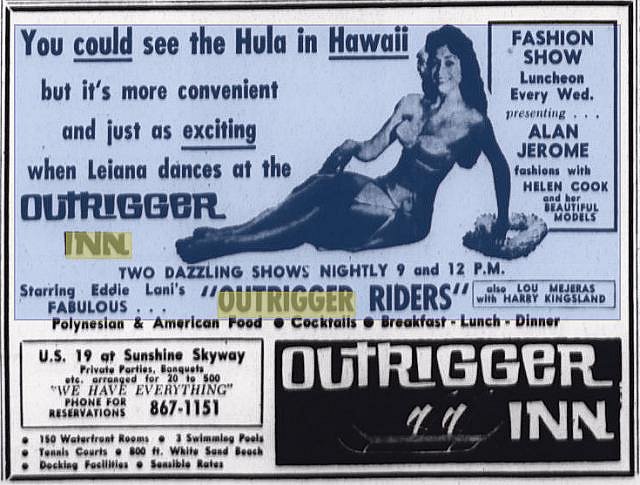 You could see the Hula in Hawaii
but it's more convenient
and just as exciting
when Leiana dances at the
OUTRIGGER
INN
FASHION
SHOW
Luncheon
Every Wed.
presenting . . .
ALAN
JEROME
fashions with
HELEN COOK
and her
BEAUTIFUL
MODELS
TWO DAZZLING SHOWS NIGHTLY 9 and 12 P.M.
Starring Eddie Lani's "OUTRIGGER RIDERS"
FABULOUS . . .
also LOU MEJERAS
with HARRY KINGSLAND
Polynesian & American Food • Cocktails • Breakfast - Lunch - Dinner
U.S. 19 at Sunshine Skyway
Private Parties, Banquets
etc. arranged for 20 to 500
"WE HAVE EVERYTHING"
PHONE FOR
RESERVATIONS 867-1151
• 150 Waterfront Rooms • 3 Swimming Pools
• Tennis Courts • 800 ft. White Sand Beach
• Docking Facilities • Sensible Rates
OUTRIGGER
INN